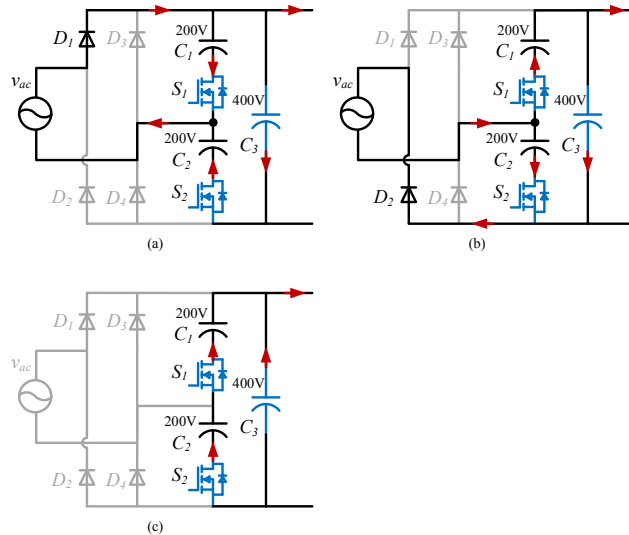 200V
D1
D3
C1
vac
S1
400V
200V
C2
C3
D2
D4
S2
(a)
200V
D1
D3
C1
vac
S1
400V
200V
C2
C3
D2
D4
S2
(b)
200V
D1
D3
C1
vac
S1
400V
200V
C2
C3
D2
D4
S2
(c)